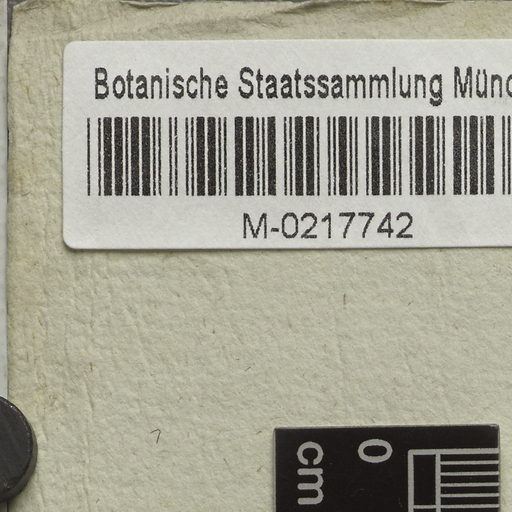 Botanische Staatssammlung Münc
M-0217742
0
cm